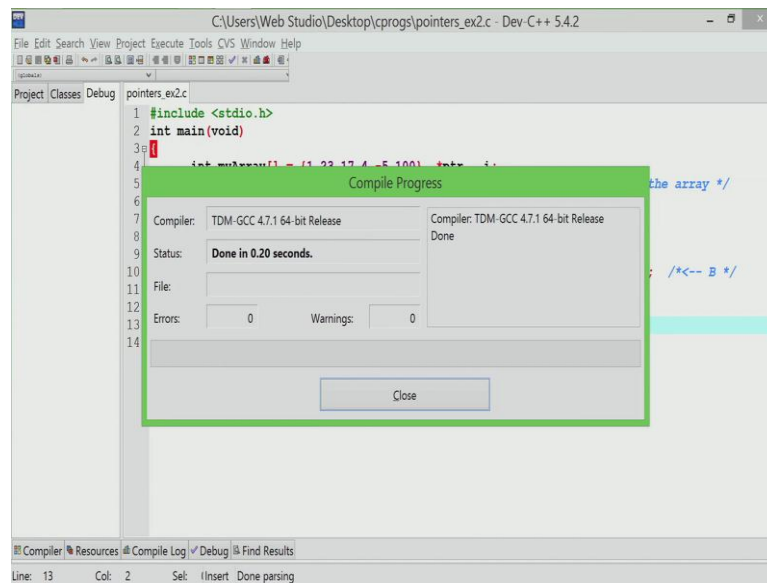 C:\Users\Web Studio\Desktop\cprogs\pointers_ex2.c - Dev-C++ 5.4.2
File Edit Search View Project Execute Tools CVS Window Help
(globals)
Project Classes Debug pointers_ex2.c
1 #include <stdio.h>
2 int main(void)
3 {
4
5 the array */
6
7
8
9
10 ; /*<-- B */
11
12
13
14
Compile Progress
Compiler: TDM-GCC 4.7.1 64-bit Release
Status: Done in 0.20 seconds.
File:
Errors: 0 Warnings: 0
Compiler: TDM-GCC 4.7.1 64-bit Release
Done
Close
Compiler Resources Compile Log Debug Find Results
Line: 13 Col: 2 Sel: Insert Done parsing